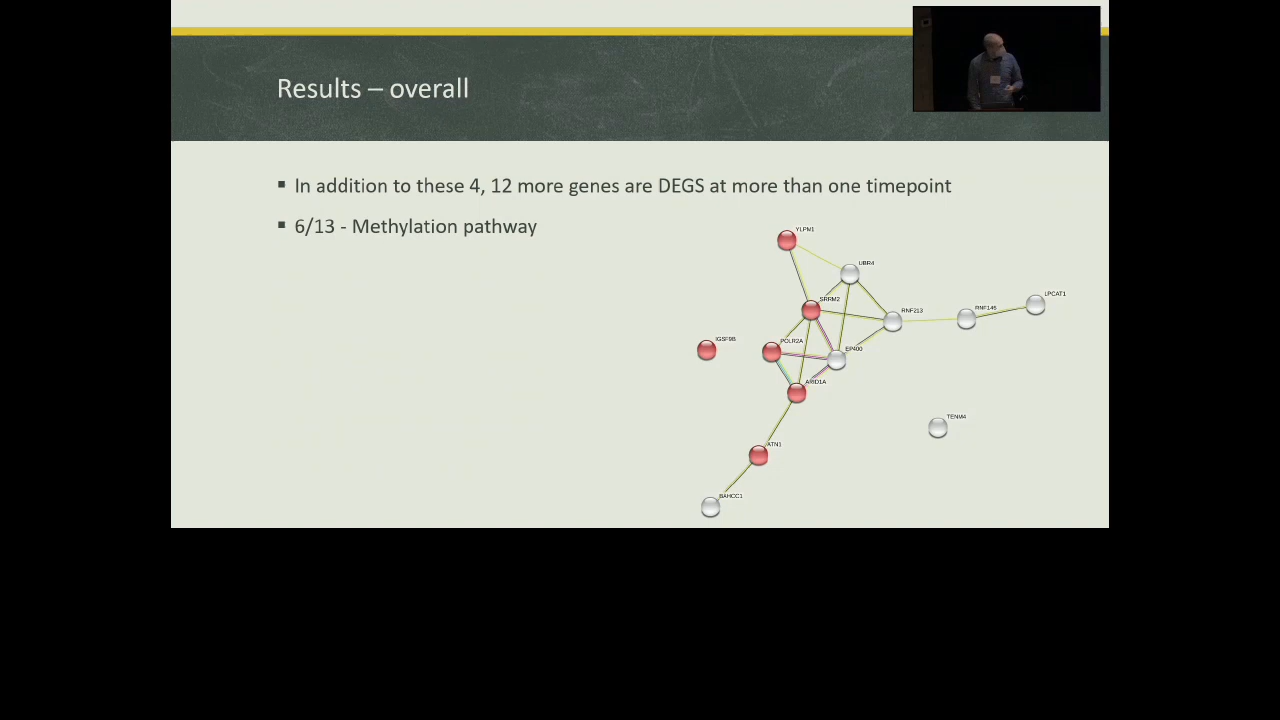 Results – overall
▪ In addition to these 4, 12 more genes are DEGS at more than one timepoint
▪ 6/13 - Methylation pathway
YLPM1
UBR4
LPCAT1
SRRM2
RNF213
RNF145
IGSF9B
POLR2A
EP400
ARID1A
TENM4
ATN1
BAHCC1